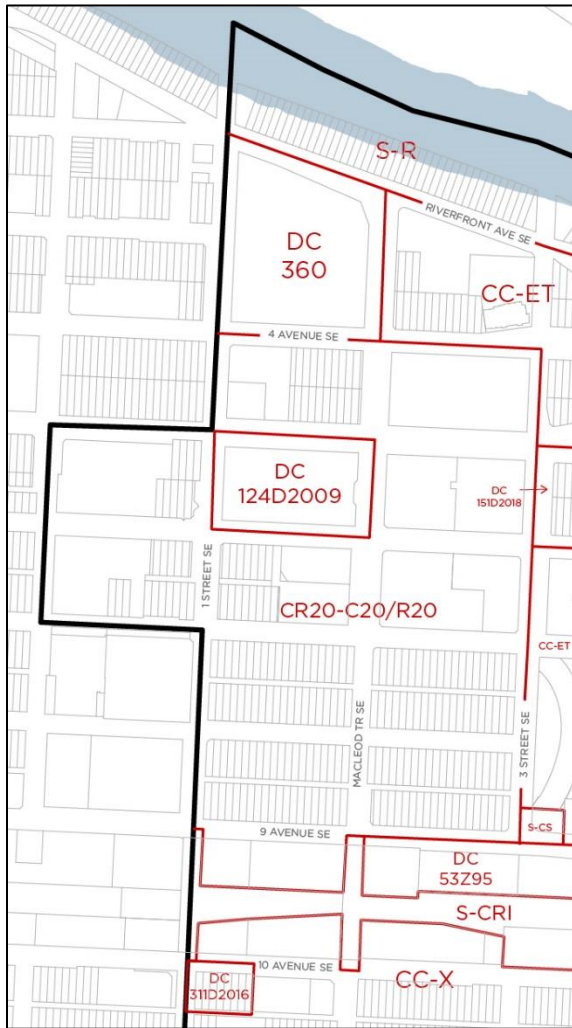 S-R
RIVERFRONT AVE SE
DC
360
CC-ET
4 AVENUE SE
DC
124D2009
DC
151D2018
1 STREET SE
CR20-C20/R20
CC-ET
MACLEOD TR SE
3 STREET SE
S-CS
9 AVENUE SE
DC
53Z95
S-CRI
10 AVENUE SE
CC-X
DC
311D2016